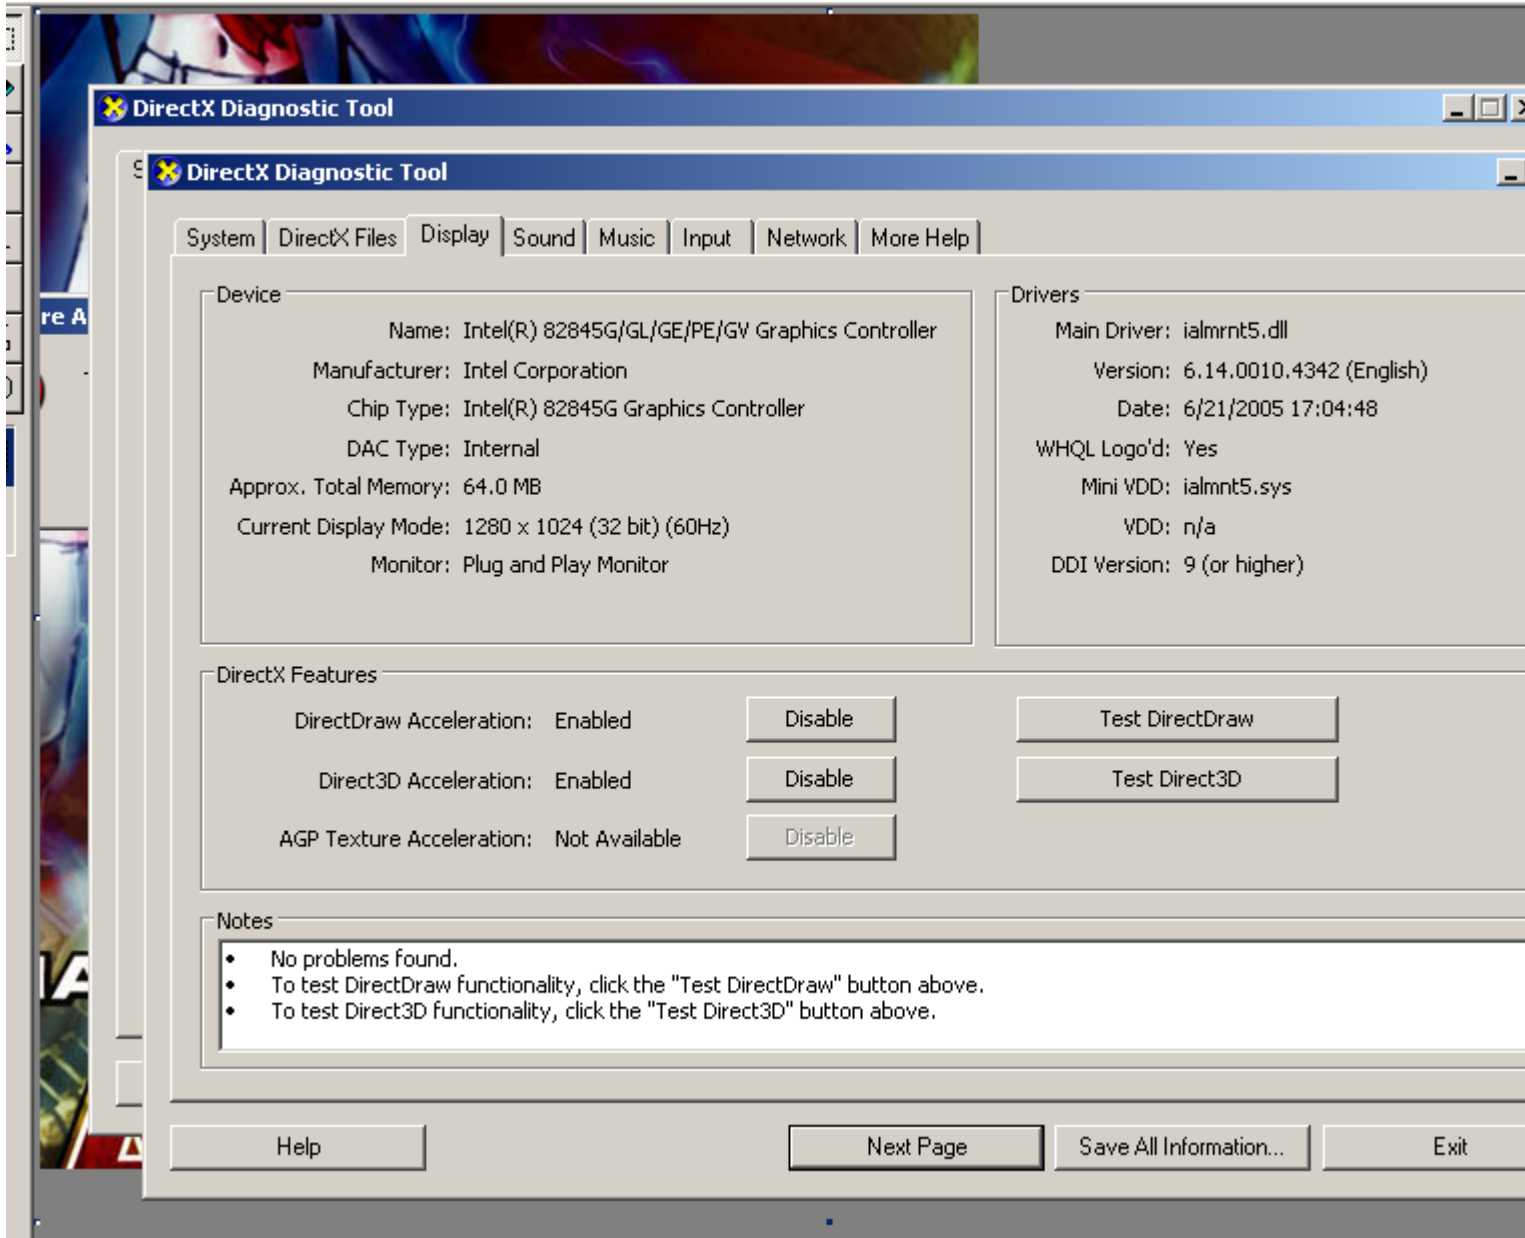 DirectX Diagnostic Tool
DirectX Diagnostic Tool
System DirectX Files Display Sound Music Input Network More Help
Device
Name: Intel(R) 82845G/GL/GE/PE/GV Graphics Controller
Manufacturer: Intel Corporation
Chip Type: Intel(R) 82845G Graphics Controller
DAC Type: Internal
Approx. Total Memory: 64.0 MB
Current Display Mode: 1280 x 1024 (32 bit) (60Hz)
Monitor: Plug and Play Monitor
Drivers
Main Driver: ialmrnt5.dll
Version: 6.14.0010.4342 (English)
Date: 6/21/2005 17:04:48
WHQL Logo'd: Yes
Mini VDD: ialmnt5.sys
VDD: n/a
DDI Version: 9 (or higher)
re A
DirectX Features
DirectDraw Acceleration: Enabled Disable Test DirectDraw
Direct3D Acceleration: Enabled Disable Test Direct3D
AGP Texture Acceleration: Not Available Disable
Notes
• No problems found.
• To test DirectDraw functionality, click the "Test DirectDraw" button above.
• To test Direct3D functionality, click the "Test Direct3D" button above.
Help Next Page Save All Information... Exit